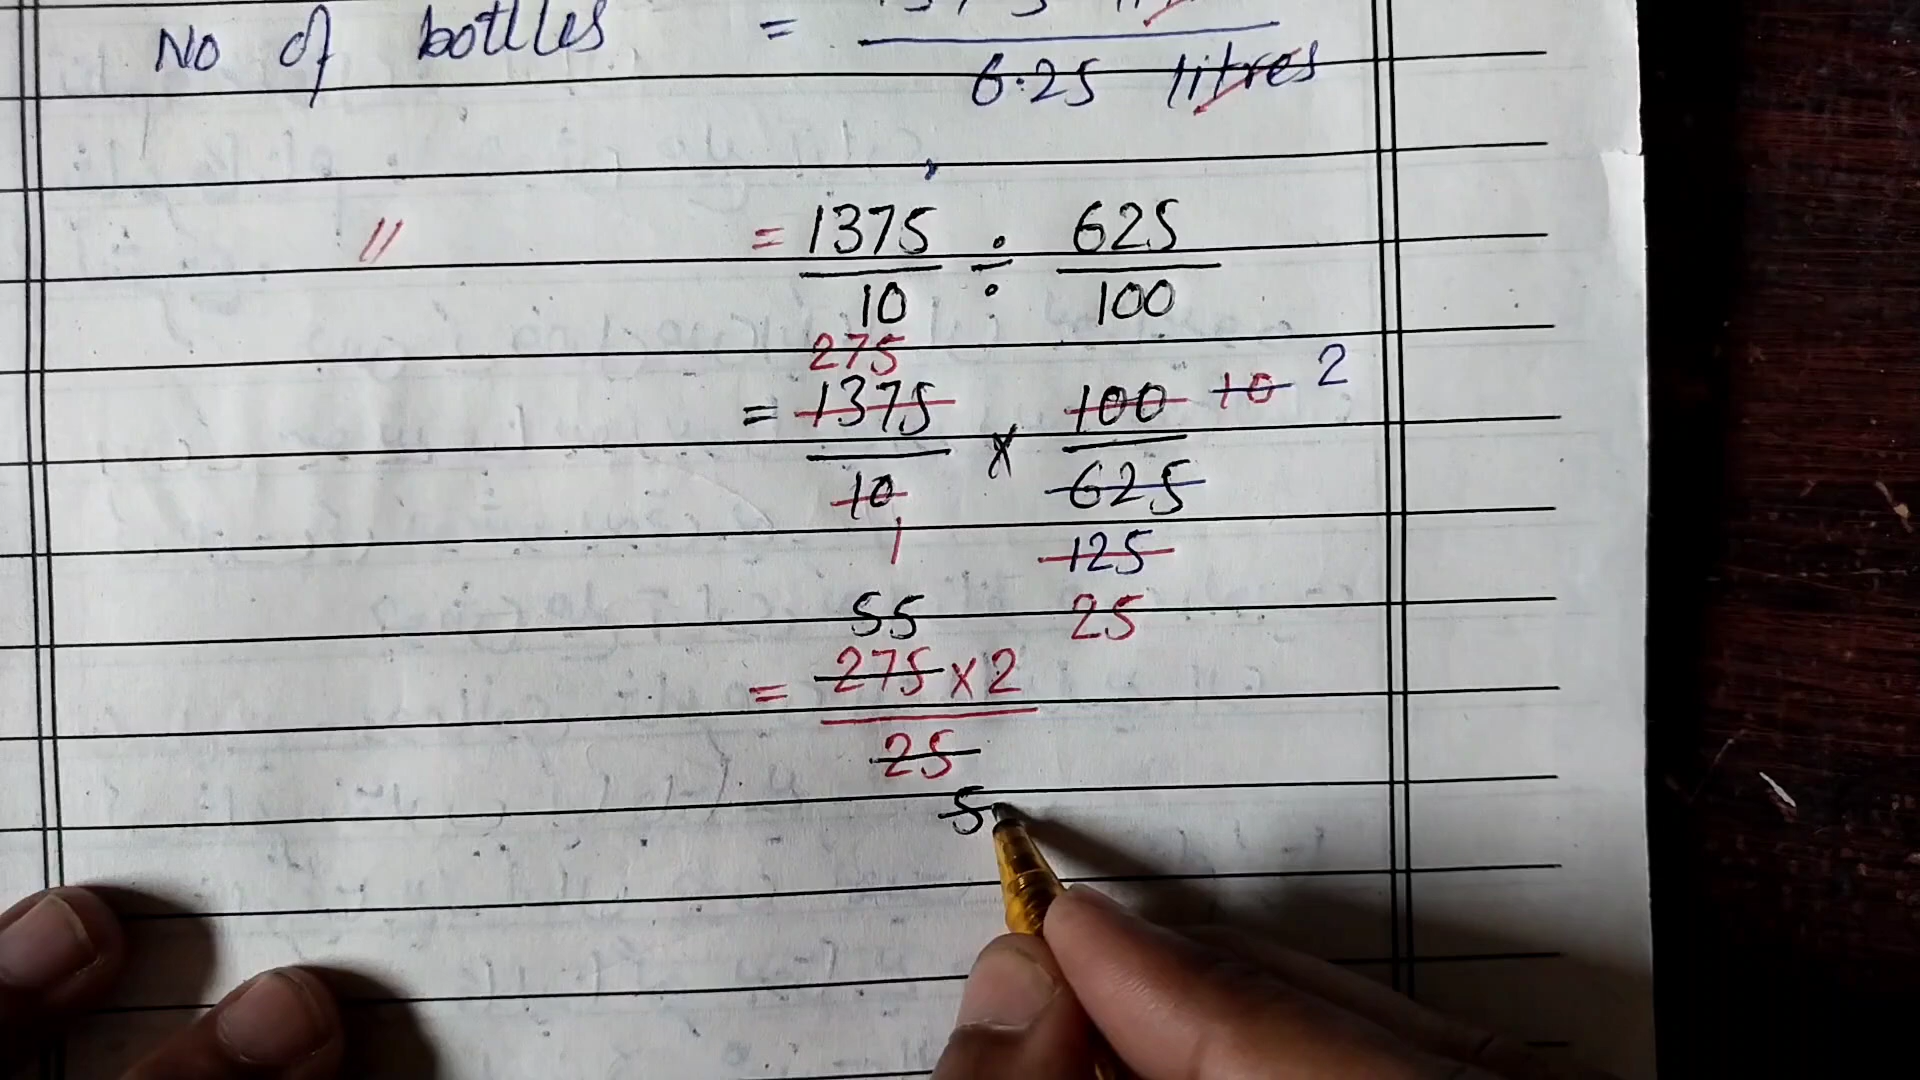 No of bottles =
6.25 litres
// = 1375/10 ÷ 625/100
275
= 1375/10 × 100/625 10 2
1 125
55 25
= 275 × 2
25
5